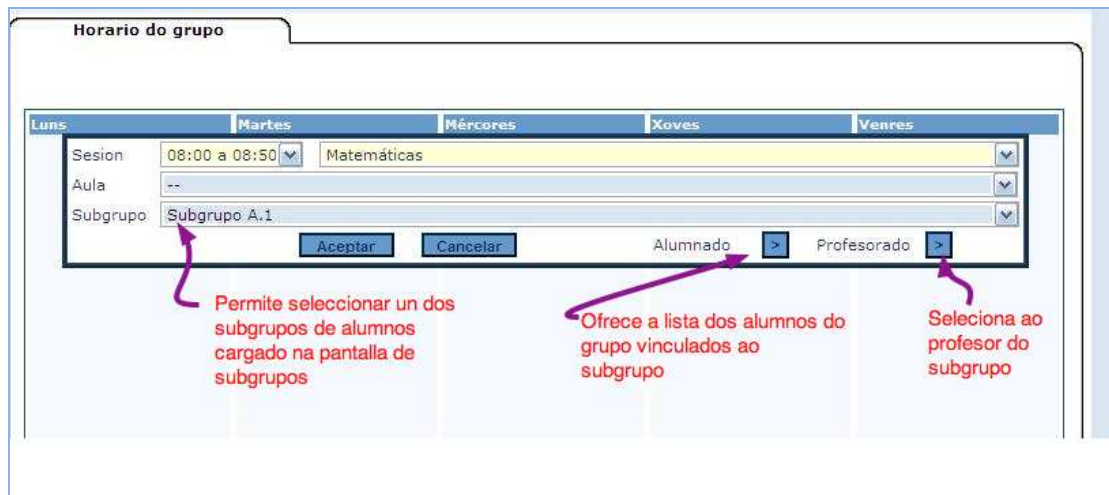 Horario do grupo
Luns Martes Mércores Xoves Venres
Sesion 08:00 a 08:50 Matemáticas
Aula --
Subgrupo Subgrupo A.1
Aceptar Cancelar Alumnado > Profesorado >
Permite seleccionar un dos
subgrupos de alumnos
cargado na pantalla de
subgrupos
Ofrece a lista dos alumnos do
grupo vinculados ao
subgrupo
Seleciona ao
profesor do
subgrupo